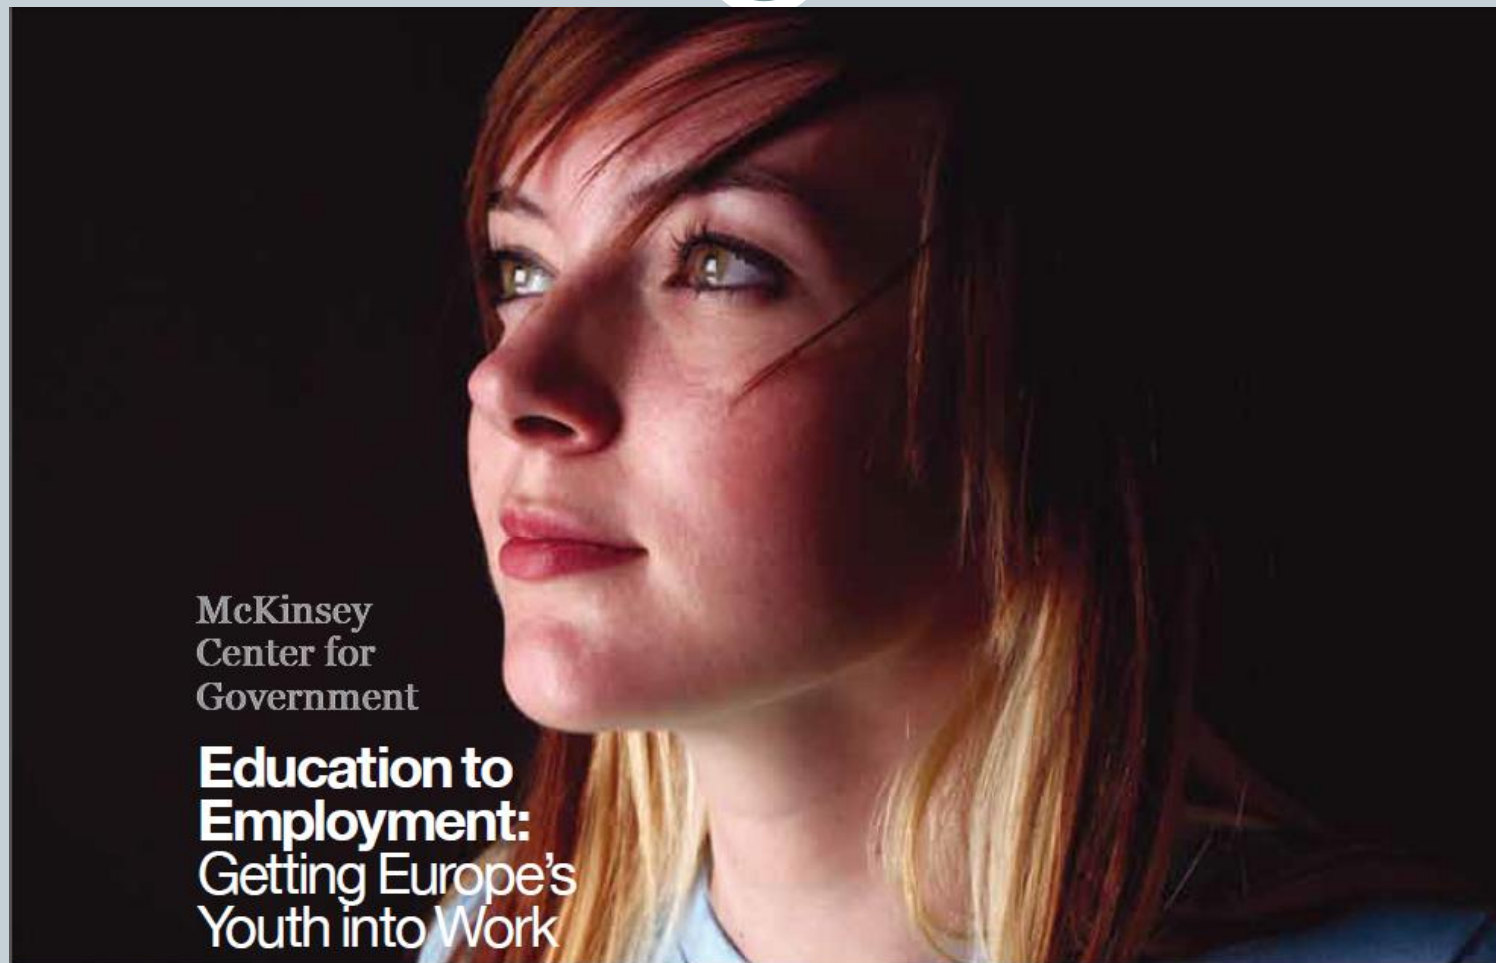 McKinsey
Center for
Government
Education to
Employment:
Getting Europe's
Youth into Work